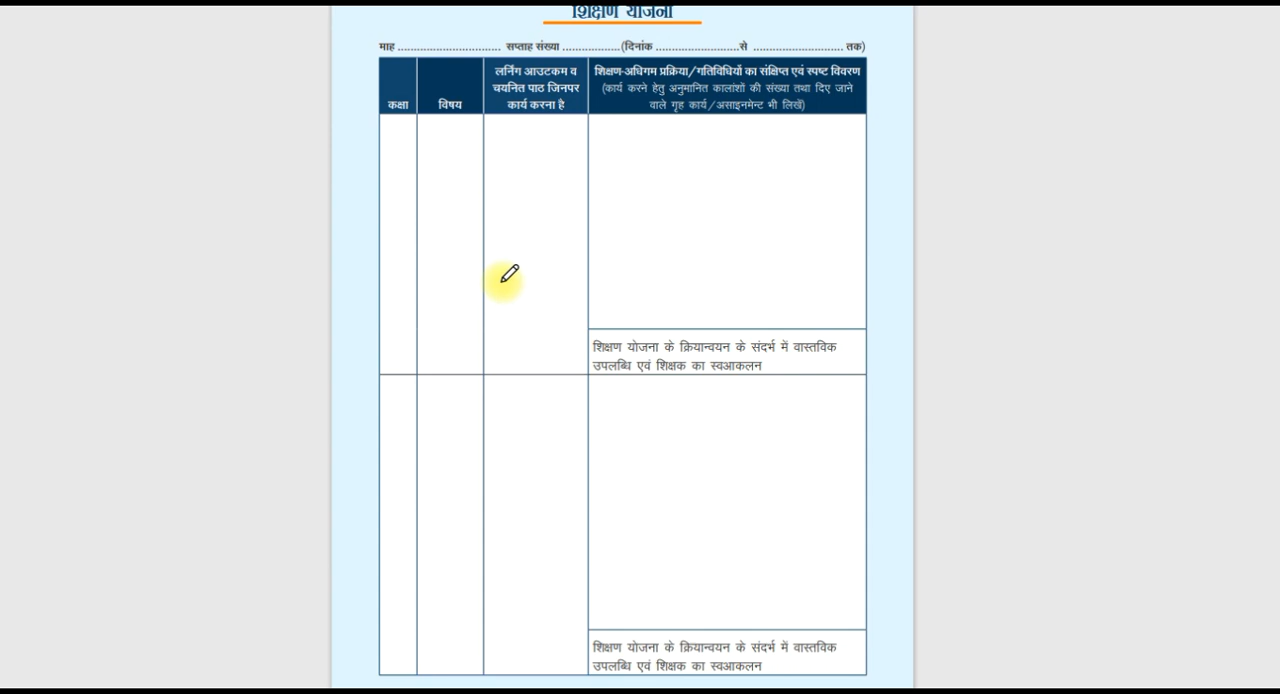 शिक्षण योजना
माह ................................ सप्ताह संख्या ..................(दिनांक ..........................से ............................ तक)
कक्षा
विषय
लर्निंग आउटकम व
चयनित पाठ जिनपर
कार्य करना है
शिक्षण-अधिगम प्रक्रिया/गतिविधियों का संक्षिप्त एवं स्पष्ट विवरण
(कार्य करने हेतु अनुमानित कालांशों की संख्या तथा दिए जाने
वाले गृह कार्य/असाइनमेन्ट भी लिखें)
शिक्षण योजना के क्रियान्वयन के संदर्भ में वास्तविक
उपलब्धि एवं शिक्षक का स्वआकलन
शिक्षण योजना के क्रियान्वयन के संदर्भ में वास्तविक
उपलब्धि एवं शिक्षक का स्वआकलन